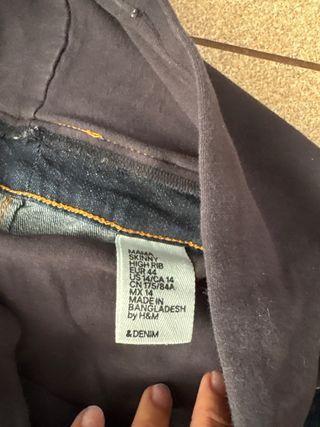 MAMA
SKINNY
HIGH RIB
EUR 44
US 14/CA 14
CN 175/84A
MX 14
MADE IN
BANGLADESH
by H&M
&DENIM